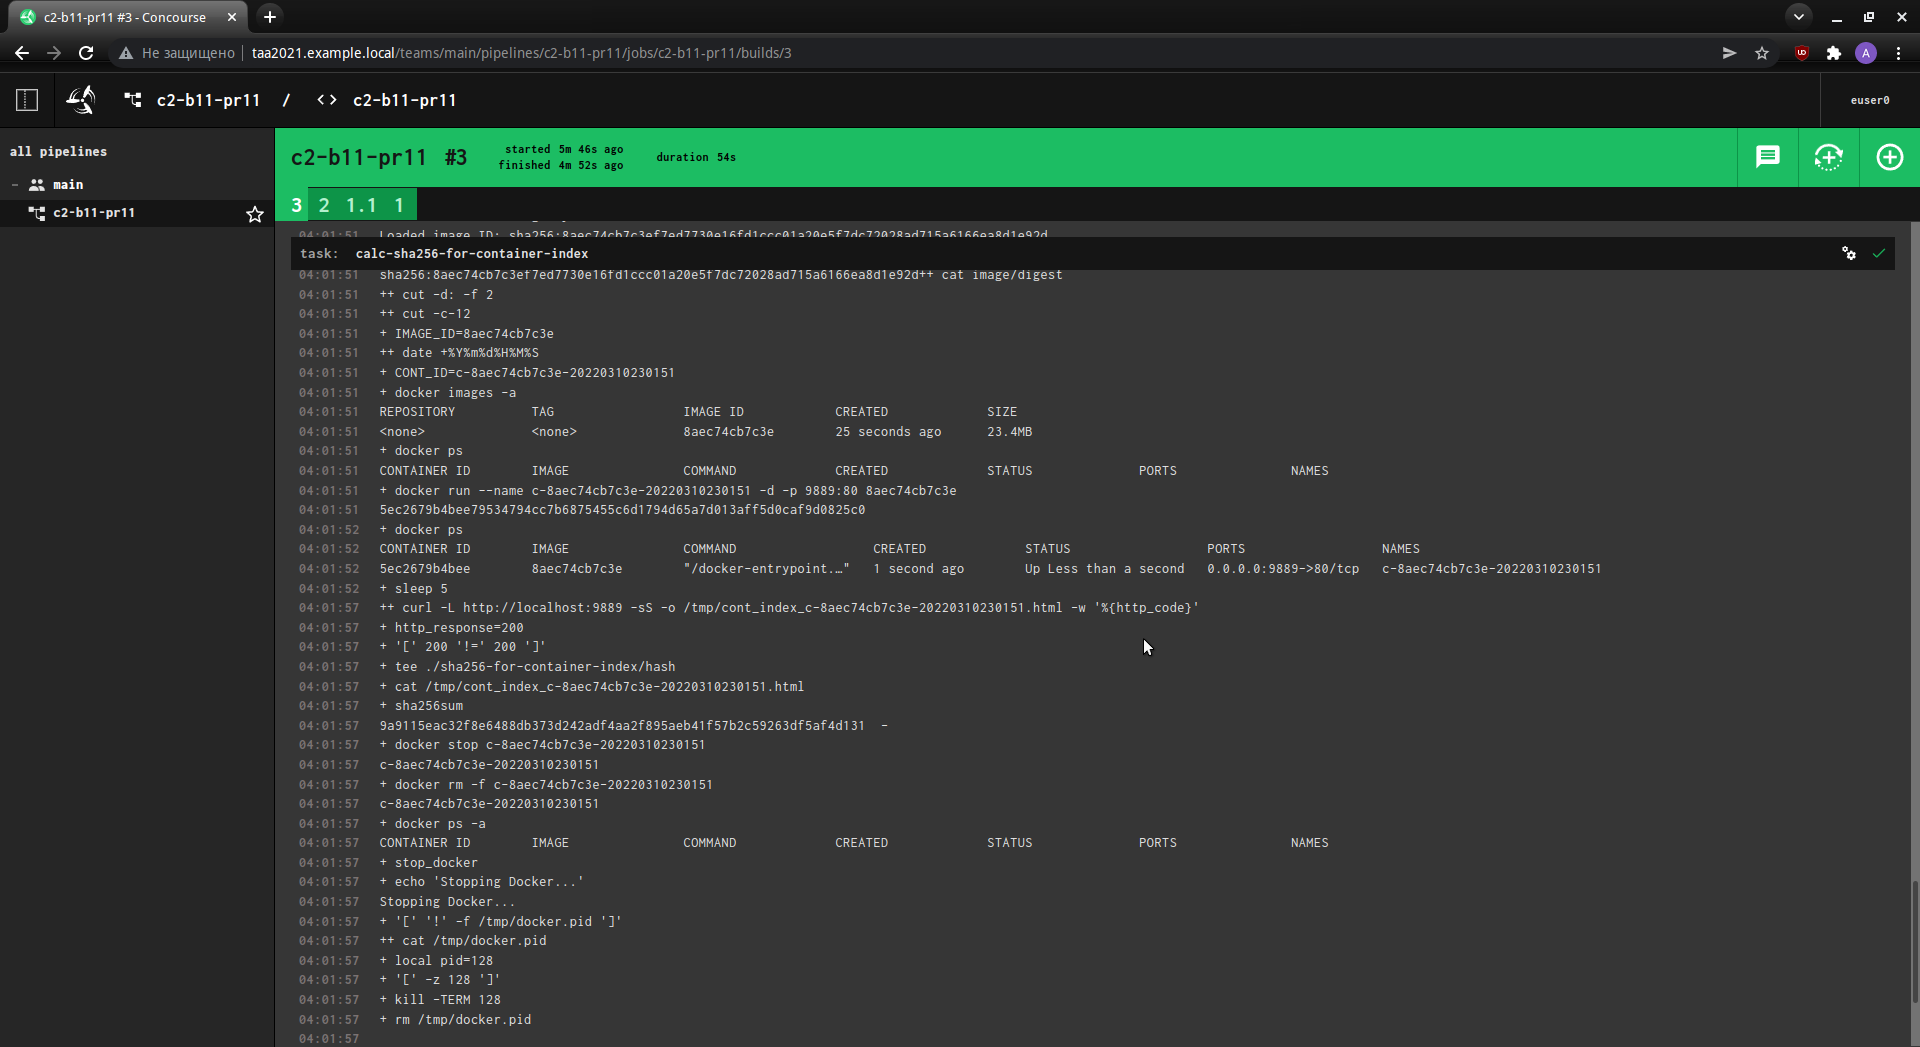 c2-b11-pr11 #3 - Concourse
Не защищено
taa2021.example.local/teams/main/pipelines/c2-b11-pr11/jobs/c2-b11-pr11/builds/3
A
c2-b11-pr11 / <> c2-b11-pr11
euser0
all pipelines
main
c2-b11-pr11
c2-b11-pr11 #3
started 5m 46s ago
finished 4m 52s ago
duration 54s
3 2 1.1 1
04:01:51 Loaded image ID: sha256:8aec74cb7c3ef7ed7730e16fd1ccc01a20e5f7dc72028ad715a6166ea8d1e92d
task: calc-sha256-for-container-index
04:01:51 sha256:8aec74cb7c3ef7ed7730e16fd1ccc01a20e5f7dc72028ad715a6166ea8d1e92d++ cat image/digest
04:01:51 ++ cut -d: -f 2
04:01:51 ++ cut -c-12
04:01:51 + IMAGE_ID=8aec74cb7c3e
04:01:51 ++ date +%Y%m%d%H%M%S
04:01:51 + CONT_ID=c-8aec74cb7c3e-20220310230151
04:01:51 + docker images -a
04:01:51 REPOSITORY TAG IMAGE ID CREATED SIZE
04:01:51 <none> <none> 8aec74cb7c3e 25 seconds ago 23.4MB
04:01:51 + docker ps
04:01:51 CONTAINER ID IMAGE COMMAND CREATED STATUS PORTS NAMES
04:01:51 + docker run --name c-8aec74cb7c3e-20220310230151 -d -p 9889:80 8aec74cb7c3e
04:01:51 5ec2679b4bee79534794cc7b6875455c6d1794d65a7d013aff5d0caf9d0825c0
04:01:52 + docker ps
04:01:52 CONTAINER ID IMAGE COMMAND CREATED STATUS PORTS NAMES
04:01:52 5ec2679b4bee 8aec74cb7c3e "/docker-entrypoint.…" 1 second ago Up Less than a second 0.0.0.0:9889->80/tcp c-8aec74cb7c3e-20220310230151
04:01:52 + sleep 5
04:01:57 ++ curl -L http://localhost:9889 -sS -o /tmp/cont_index_c-8aec74cb7c3e-20220310230151.html -w '%{http_code}'
04:01:57 + http_response=200
04:01:57 + '[' 200 '!=' 200 ']'
04:01:57 + tee ./sha256-for-container-index/hash
04:01:57 + cat /tmp/cont_index_c-8aec74cb7c3e-20220310230151.html
04:01:57 + sha256sum
04:01:57 9a9115eac32f8e6488db373d242adf4aa2f895aeb41f57b2c59263df5af4d131 -
04:01:57 + docker stop c-8aec74cb7c3e-20220310230151
04:01:57 c-8aec74cb7c3e-20220310230151
04:01:57 + docker rm -f c-8aec74cb7c3e-20220310230151
04:01:57 c-8aec74cb7c3e-20220310230151
04:01:57 + docker ps -a
04:01:57 CONTAINER ID IMAGE COMMAND CREATED STATUS PORTS NAMES
04:01:57 + stop_docker
04:01:57 + echo 'Stopping Docker...'
04:01:57 Stopping Docker...
04:01:57 + '[' '!' -f /tmp/docker.pid ']'
04:01:57 ++ cat /tmp/docker.pid
04:01:57 + local pid=128
04:01:57 + '[' -z 128 ']'
04:01:57 + kill -TERM 128
04:01:57 + rm /tmp/docker.pid
04:01:57